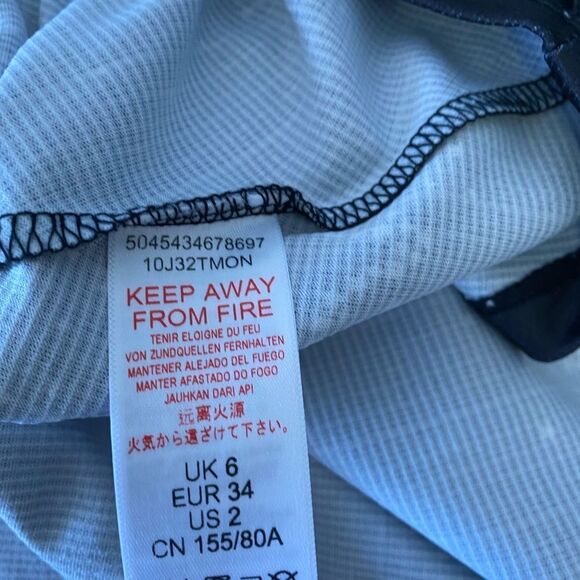 5045434678697
10J32TMON
KEEP AWAY
FROM FIRE
TENIR ELOIGNE DU FEU
VON ZUNDQUELLEN FERNHALTEN
MANTENER ALEJADO DEL FUEGO
MANTER AFASTADO DO FOGO
JAUHKAN DARI API
远离火源
火気から遠ざけて下さい。
UK 6
EUR 34
US 2
CN 155/80A